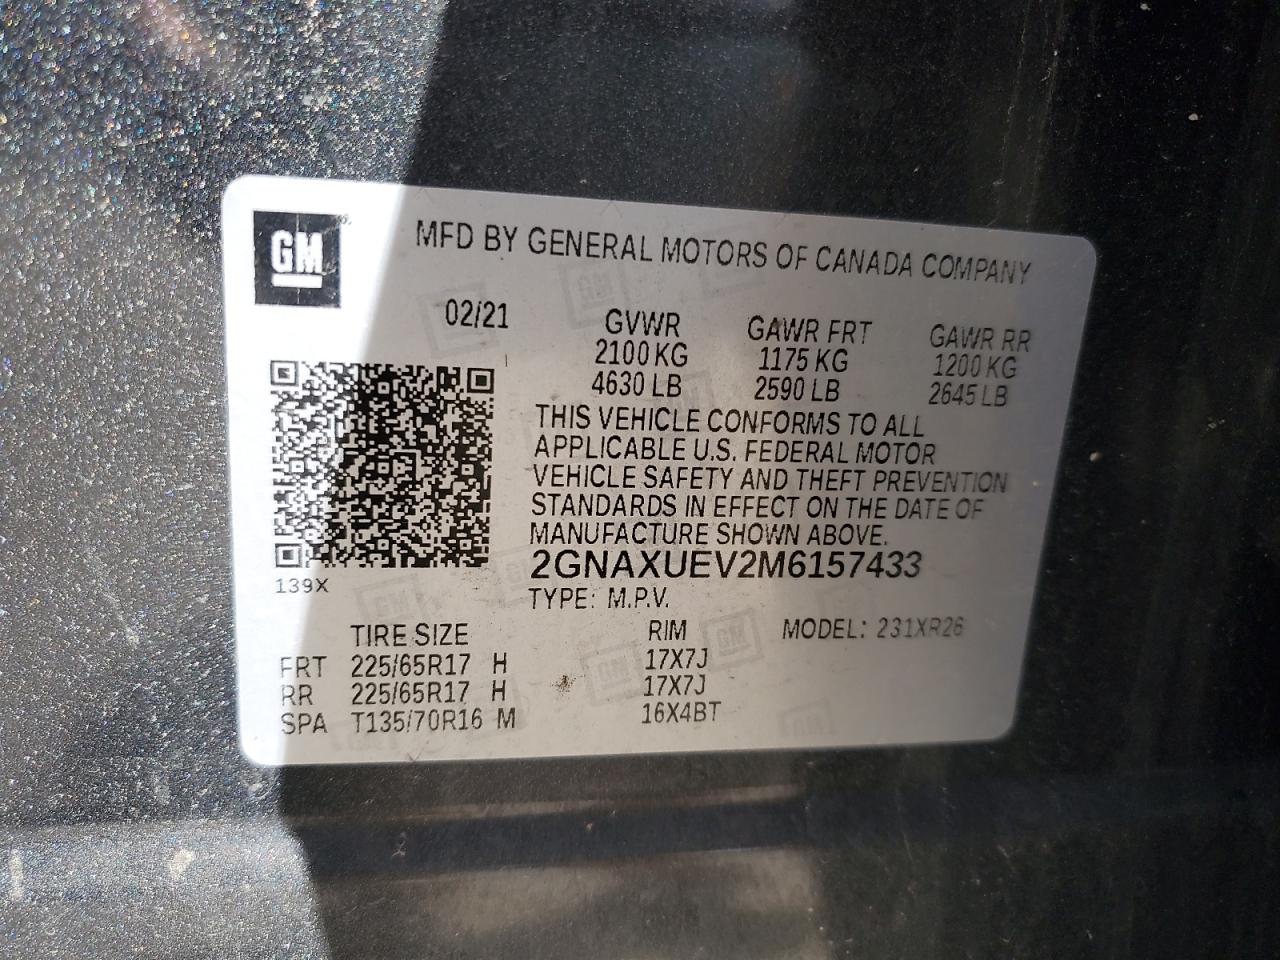 GM
MFD BY GENERAL MOTORS OF CANADA COMPANY
02/21 GVWR GAWR FRT GAWR RR
2100 KG 1175 KG 1200 KG
4630 LB 2590 LB 2645 LB
THIS VEHICLE CONFORMS TO ALL
APPLICABLE U.S. FEDERAL MOTOR
VEHICLE SAFETY AND THEFT PREVENTION
STANDARDS IN EFFECT ON THE DATE OF
MANUFACTURE SHOWN ABOVE.
2GNAXUEV2M6157433
139X
TYPE: M.P.V.
TIRE SIZE RIM MODEL: 231XR26
FRT 225/65R17 H 17X7J
RR 225/65R17 H 17X7J
SPA T135/70R16 M 16X4BT